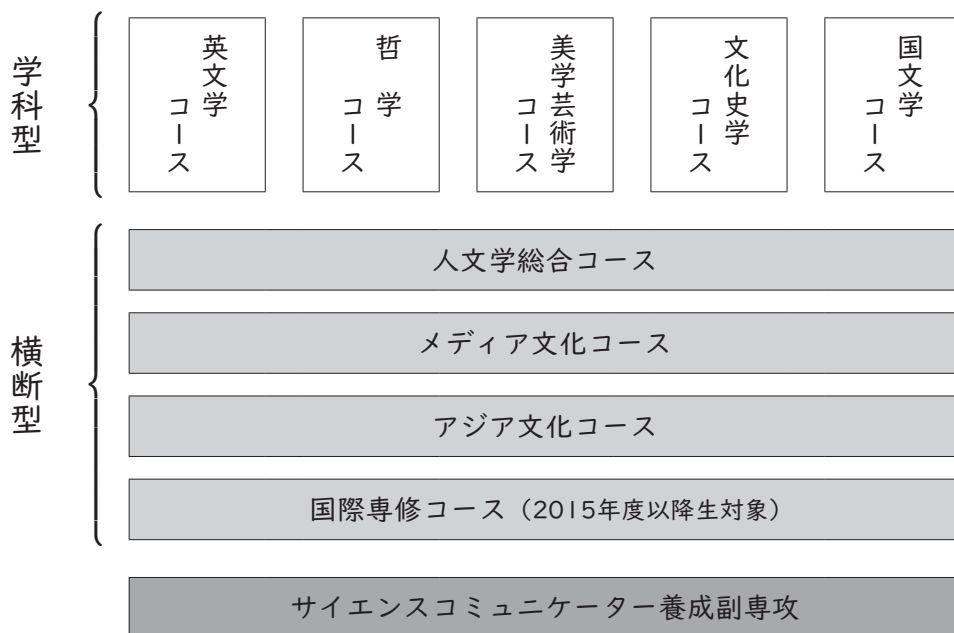 学科型
英文学
コース
哲 学
コース
美学芸術学
コース
文化史学
コース
国文学
コース
横断型
人文学総合コース
メディア文化コース
アジア文化コース
国際専修コース（2015年度以降生対象）
サイエンスコミュニケーター養成副専攻